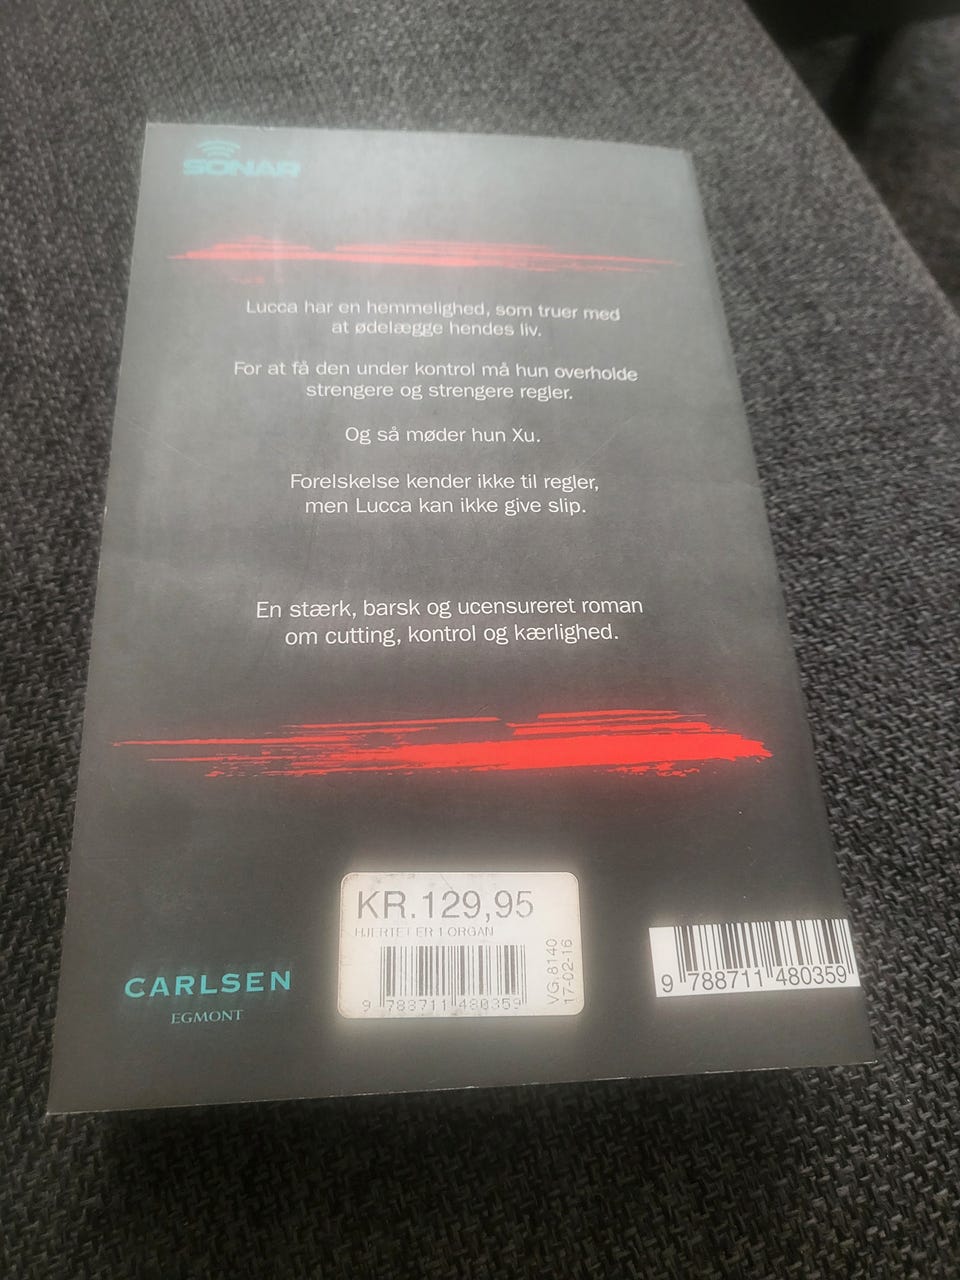 SONAR
Lucca har en hemmelighed, som truer med
at ødelægge hendes liv.
For at få den under kontrol må hun overholde
strengere og strengere regler.
Og så møder hun Xu.
Forelskelse kender ikke til regler,
men Lucca kan ikke give slip.
En stærk, barsk og ucensureret roman
om cutting, kontrol og kærlighed.
CARLSEN
EGMONT
KR.129,95
HJERTET ER 1 ORGAN
9 788711 480359
VG.8140
17-02-16
9 788711 480359